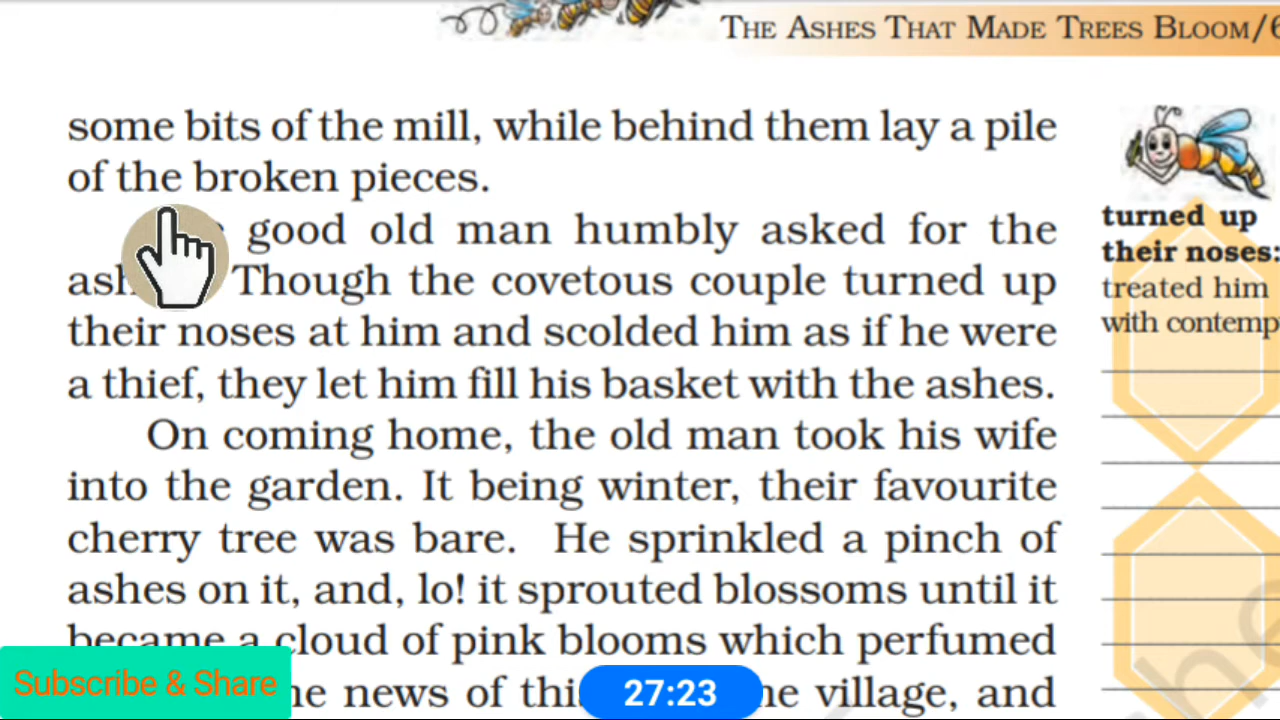 THE ASHES THAT MADE TREES BLOOM/6
some bits of the mill, while behind them lay a pile
of the broken pieces.
good old man humbly asked for the
Though the covetous couple turned up
their noses at him and scolded him as if he were
a thief, they let him fill his basket with the ashes.
On coming home, the old man took his wife
into the garden. It being winter, their favourite
cherry tree was bare. He sprinkled a pinch of
ashes on it, and, lo! it sprouted blossoms until it
became a cloud of pink blooms which perfumed
news of village, and
turned up
their noses:
treated him
with contemp
Subscribe & Share
27:23